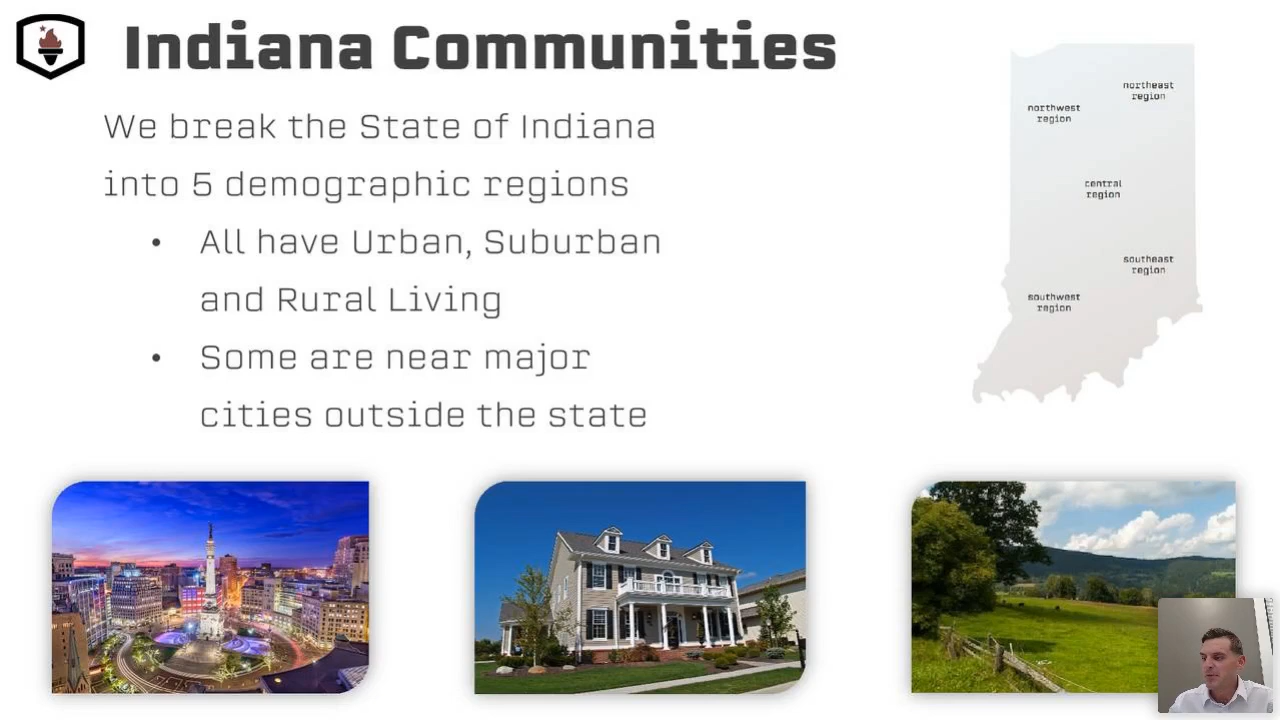 Indiana Communities
We break the State of Indiana
into 5 demographic regions
• All have Urban, Suburban
and Rural Living
• Some are near major
cities outside the state
northeast
region
northwest
region
central
region
southeast
region
southwest
region